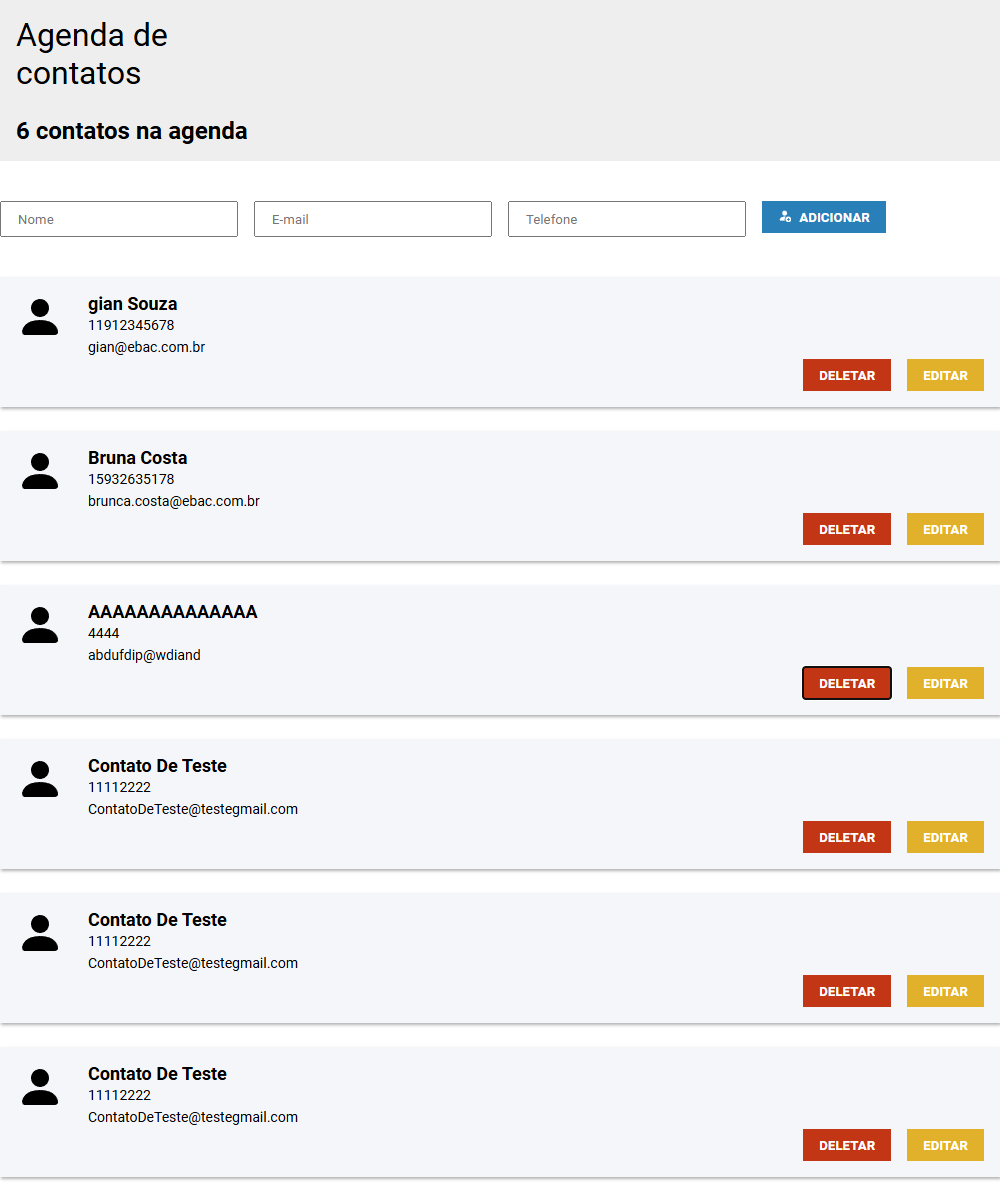 Agenda de
contatos
6 contatos na agenda
Nome
E-mail
Telefone
ADICIONAR
gian Souza
11912345678
gian@ebac.com.br
DELETAR
EDITAR
Bruna Costa
15932635178
brunca.costa@ebac.com.br
DELETAR
EDITAR
AAAAAAAAAAAAAA
4444
abdufdip@wdiand
DELETAR
EDITAR
Contato De Teste
11112222
ContatoDeTeste@testegmail.com
DELETAR
EDITAR
Contato De Teste
11112222
ContatoDeTeste@testegmail.com
DELETAR
EDITAR
Contato De Teste
11112222
ContatoDeTeste@testegmail.com
DELETAR
EDITAR